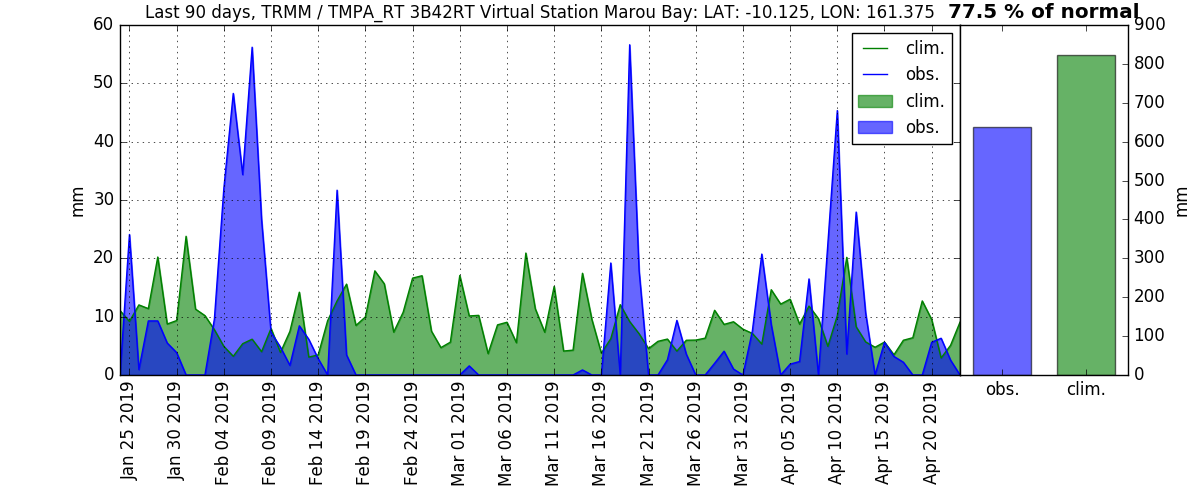 Last 90 days, TRMM / TMPA_RT 3B42RT Virtual Station Marou Bay: LAT: -10.125, LON: 161.375 77.5 % of normal
60
50
40
30
20
10
0
mm
clim.
obs.
clim.
obs.
Jan 25 2019
Jan 30 2019
Feb 04 2019
Feb 09 2019
Feb 14 2019
Feb 19 2019
Feb 24 2019
Mar 01 2019
Mar 06 2019
Mar 11 2019
Mar 16 2019
Mar 21 2019
Mar 26 2019
Mar 31 2019
Apr 05 2019
Apr 10 2019
Apr 15 2019
Apr 20 2019
900
800
700
600
500
400
300
200
100
0
mm
obs.
clim.